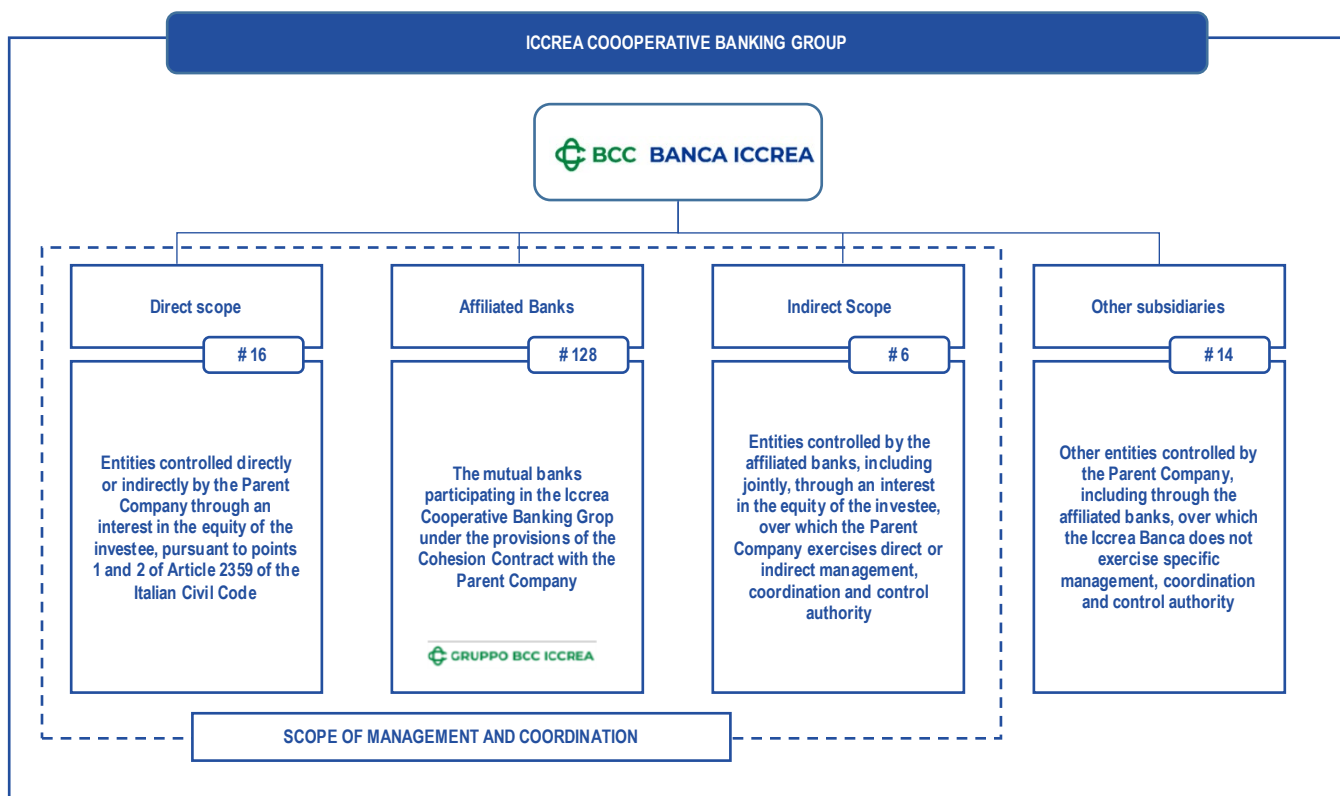 ICCREA COOOPERATIVE BANKING GROUP
BCC BANCA ICCREA
Direct scope
# 16
Entities controlled directly
or indirectly by the Parent
Company through an
interest in the equity of the
investee, pursuant to points
1 and 2 of Article 2359 of the
Italian Civil Code
Affiliated Banks
# 128
The mutual banks
participating in the Iccrea
Cooperative Banking Grop
under the provisions of the
Cohesion Contract with the
Parent Company
GRUPPO BCC ICCREA
Indirect Scope
# 6
Entities controlled by the
affiliated banks, including
jointly, through an interest
in the equity of the investee,
over which the Parent
Company exercises direct or
indirect management,
coordination and control
authority
Other subsidiaries
# 14
Other entities controlled by
the Parent Company,
including through the
affiliated banks, over which
the Iccrea Banca does not
exercise specific
management, coordination
and control authority
SCOPE OF MANAGEMENT AND COORDINATION